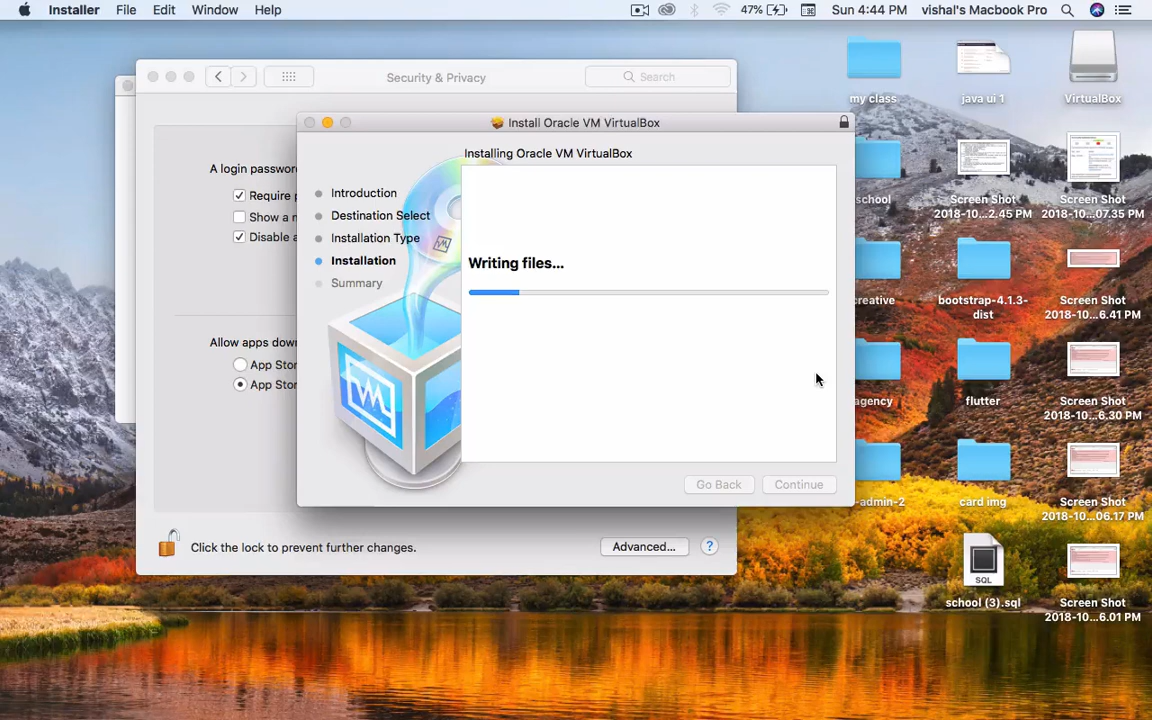 Installer File Edit Window Help 47% Sun 4:44 PM vishal's Macbook Pro
Security & Privacy
Search
A login password
Require
Show a
Disable a
Allow apps
App
App
Click the lock to prevent further changes.
Advanced...
?
Install Oracle VM VirtualBox
Installing Oracle VM VirtualBox
Introduction
Destination Select
Installation Type
Installation
Summary
Writing files...
Go Back
Continue
my class
java ui 1
VirtualBox
school
Screen Shot
2018-10...2.45 PM
Screen Shot
2018-10...07.35 PM
creative
bootstrap-4.1.3-
dist
Screen Shot
2018-10...6.41 PM
agency
flutter
Screen Shot
2018-10...6.30 PM
-admin-2
card img
Screen Shot
2018-10...06.17 PM
SQL
school (3).sql
Screen Shot
2018-10...6.01 PM